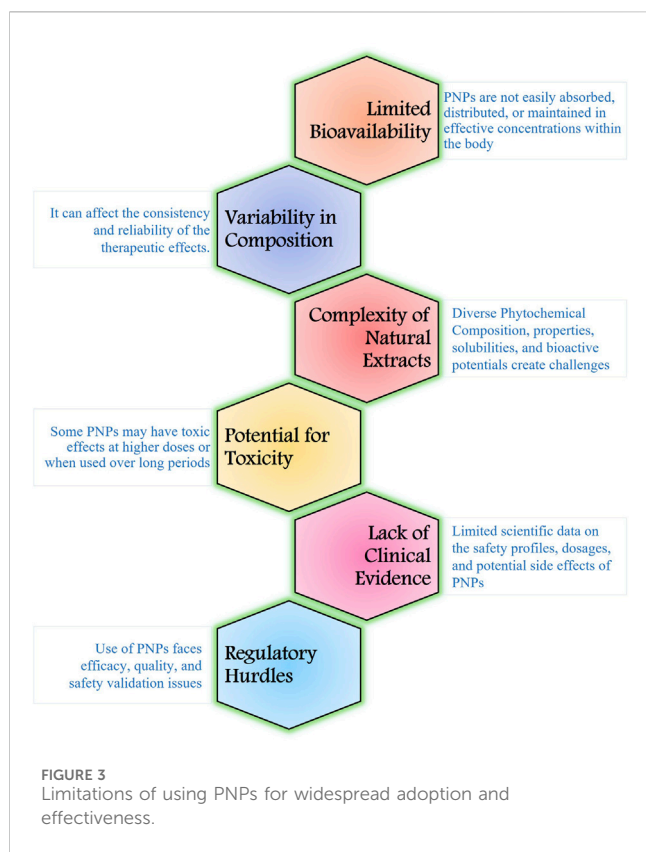 Limited
Bioavailability
PNPs are not easily absorbed,
distributed, or maintained in
effective concentrations within
the body
It can affect the consistency
and reliability of the
therapeutic effects.
Variability in
Composition
Complexity of
Natural
Extracts
Diverse Phytochemical
Composition, properties,
solubilities, and bioactive
potentials create challenges
Some PNPs may have toxic
effects at higher doses or
when used over long periods
Potential for
Toxicity
Lack of
Clinical
Evidence
Limited scientific data on
the safety profiles, dosages,
and potential side effects of
PNPs
Use of PNPs faces
efficacy, quality, and
safety validation issues
Regulatory
Hurdles
FIGURE 3
Limitations of using PNPs for widespread adoption and
effectiveness.